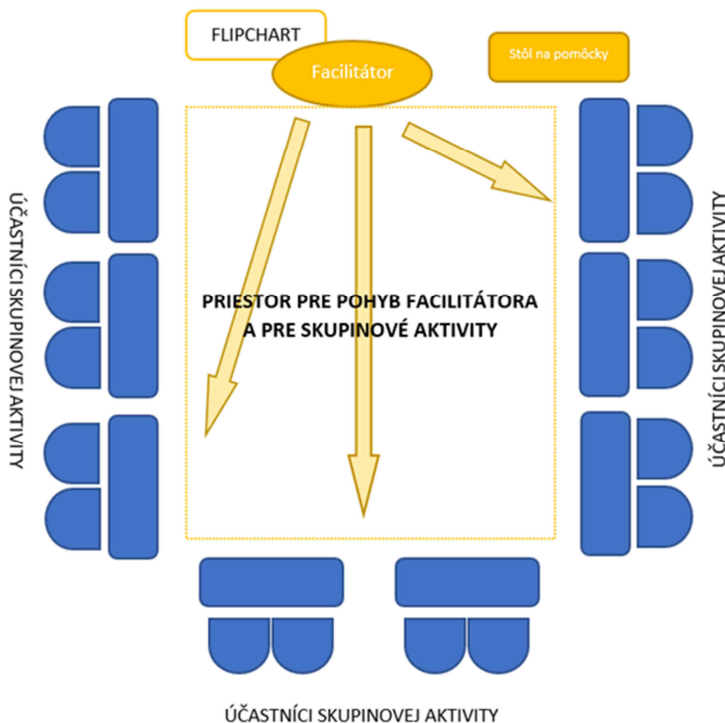 FLIPCHART
Facilitátor
Stôl na pomôcky
ÚČASTNÍCI SKUPINOVEJ AKTIVITY
PRIESTOR PRE POHYB FACILITÁTORA
A PRE SKUPINOVÉ AKTIVITY
ÚČASTNÍCI SKUPINOVEJ AKTIVITY
ÚČASTNÍCI SKUPINOVEJ AKTIVITY